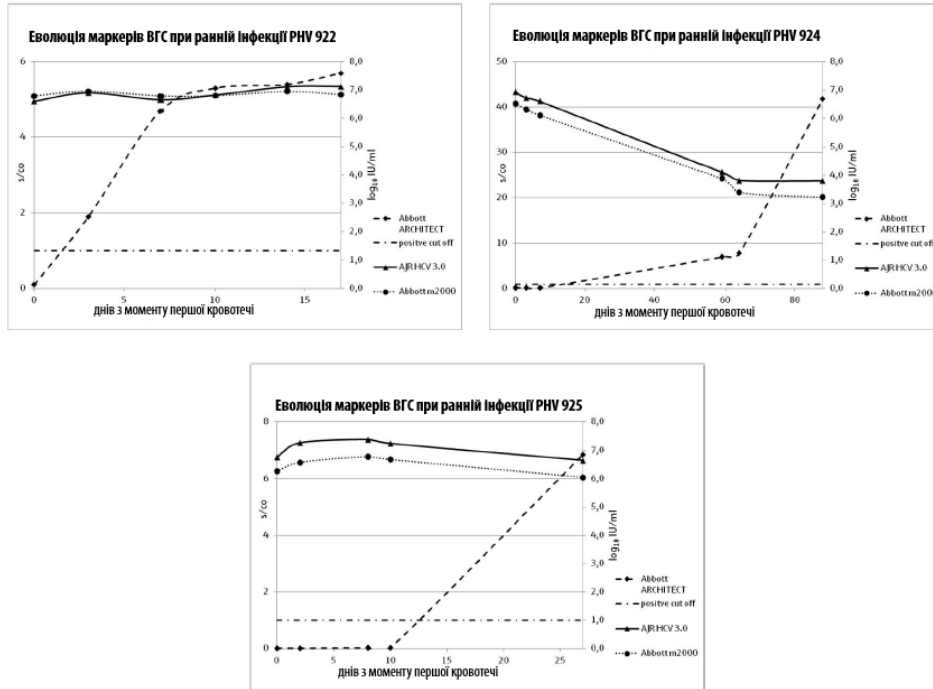 Еволюція маркерів ВГС при ранній інфекції PHV 922
6
5
4
2
0
s/co
8,0
7,0
6,0
5,0
4,0
3,0
2,0
1,0
0,0
log10 IU/ml
0 5 10 15
днів з моменту першої кровотечі
Abbott
ARCHITECT
positve cut off
AJRHCV 3.0
Abbott m2000
Еволюція маркерів ВГС при ранній інфекції PHV 924
50
40
30
20
10
0
s/co
8,0
7,0
6,0
5,0
4,0
3,0
2,0
1,0
0,0
log10 IU/ml
0 20 40 60 80
днів з моменту першої кровотечі
Abbott
ARCHITECT
positive cut off
AJRHCV 3.0
Abbott m2000
Еволюція маркерів ВГС при ранній інфекції PHV 925
8
6
4
2
0
s/co
8,0
7,0
6,0
5,0
4,0
3,0
2,0
1,0
0,0
log10 IU/ml
0 5 10 15 20 25
днів з моменту першої кровотечі
Abbott
ARCHITECT
positve cut off
AJRHCV 3.0
Abbott m2000